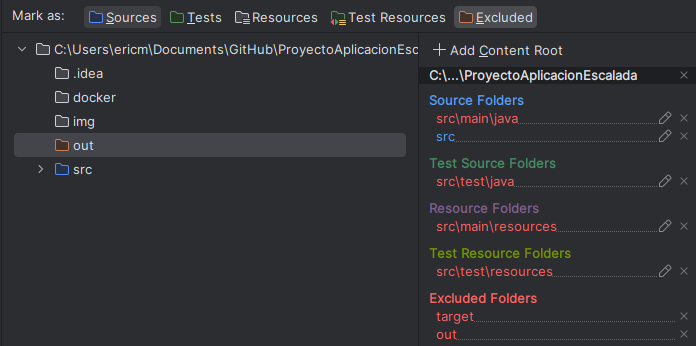 Mark as: Sources Tests Resources Test Resources Excluded
C:\Users\ericm\Documents\GitHub\ProyectoAplicacionEsc
.idea
docker
img
out
src
Add Content Root
C:\...\ProyectoAplicacionEscalada
Source Folders
src\main\java
src
Test Source Folders
src\test\java
Resource Folders
src\main\resources
Test Resource Folders
src\test\resources
Excluded Folders
target
out